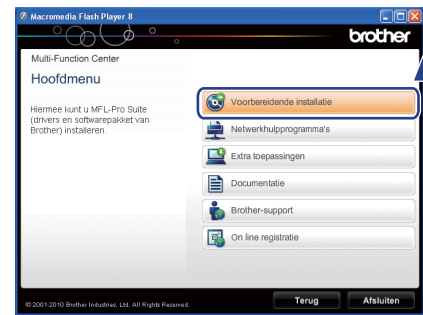 Macromedia Flash Player 8
brother
Multi-Function Center
Hoofdmenu
Hiermee kunt u MFL-Pro Suite
(drivers en softwarepakket van
Brother) installeren.
Voorbereidende installatie
Netwerkhulpprogramma's
Extra toepassingen
Documentatie
Brother-support
On line registratie
© 2001-2010 Brother Industries, Ltd. All Rights Reserved.
Terug
Afsluiten